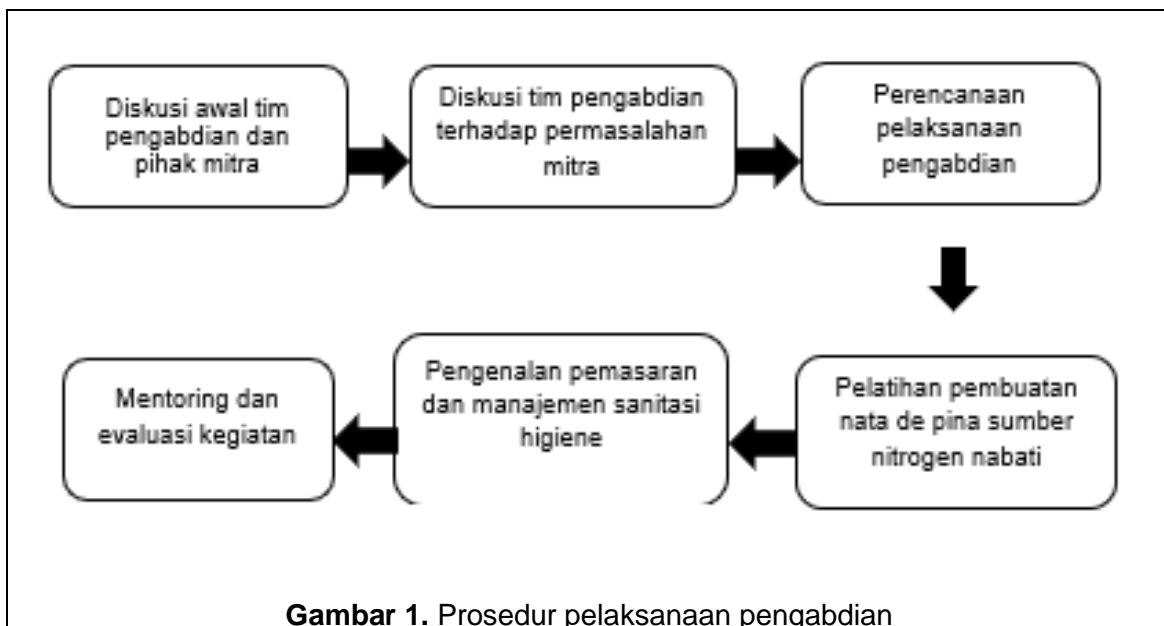 Diskusi awal tim
pengabdian dan
pihak mitra
Diskusi tim pengabdian
terhadap permasalahan
mitra
Perencanaan
pelaksanaan
pengabdian
Pelatihan pembuatan
nata de pina sumber
nitrogen nabati
Pengenalan pemasaran
dan manajemen sanitasi
higiene
Mentoring dan
evaluasi kegiatan
Gambar 1. Prosedur pelaksanaan pengabdian